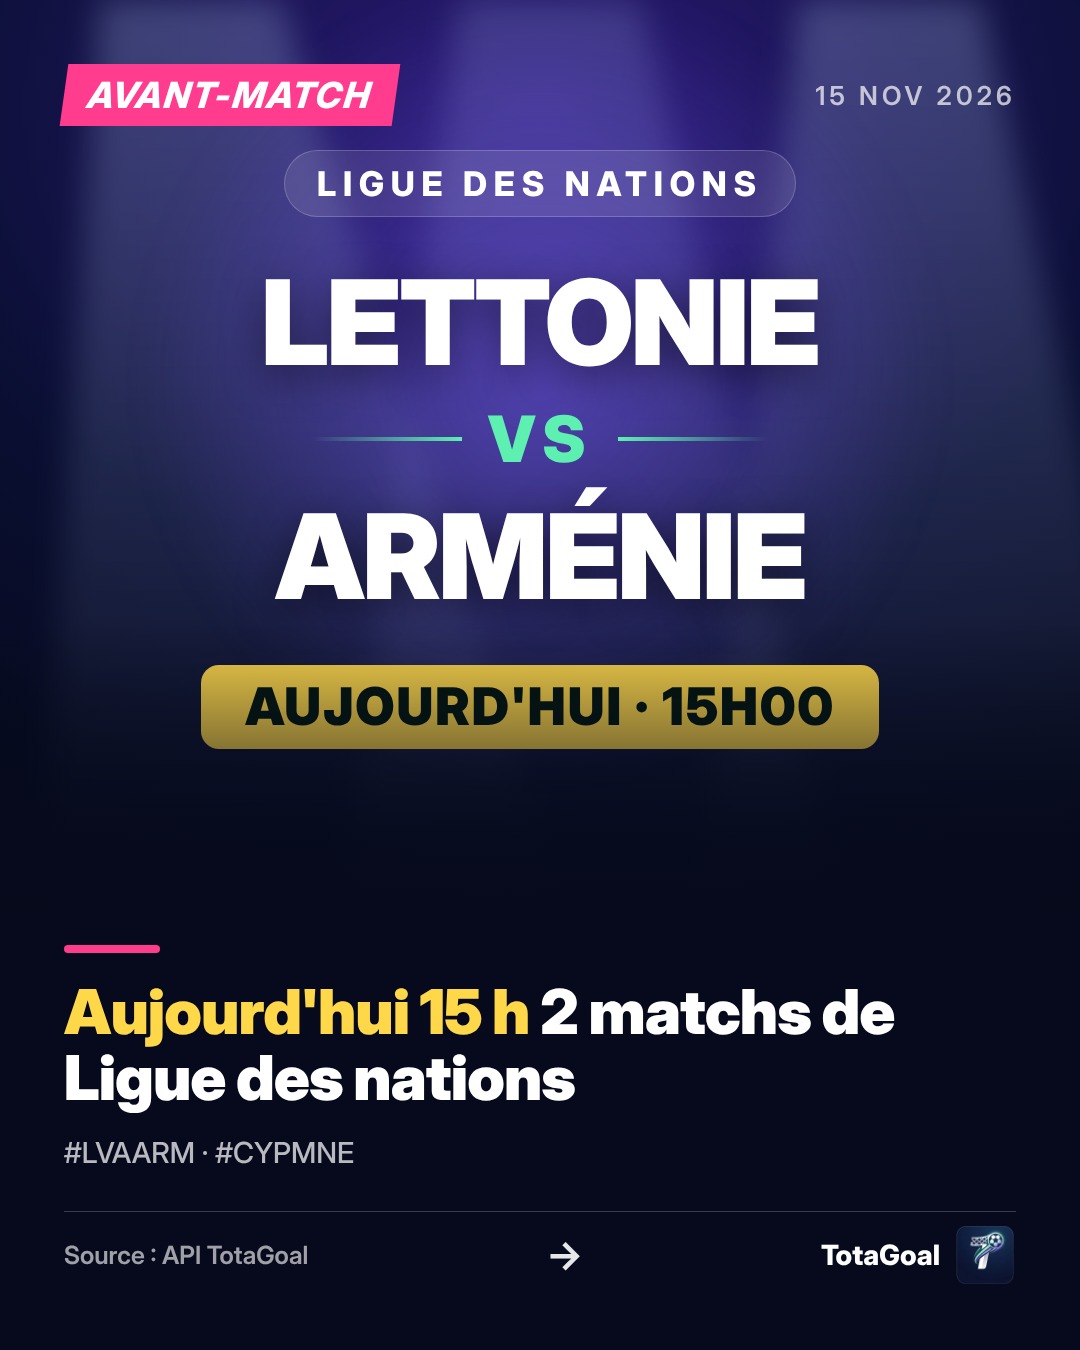 AVANT-MATCH
15 NOV 2026
LIGUE DES NATIONS
LETTONIE
VS
ARMÉNIE
AUJOURD'HUI · 15H00
Aujourd'hui 15 h 2 matchs de
Ligue des nations
#LVAARM · #CYPMNE
Source : API TotaGoal
→
TotaGoal